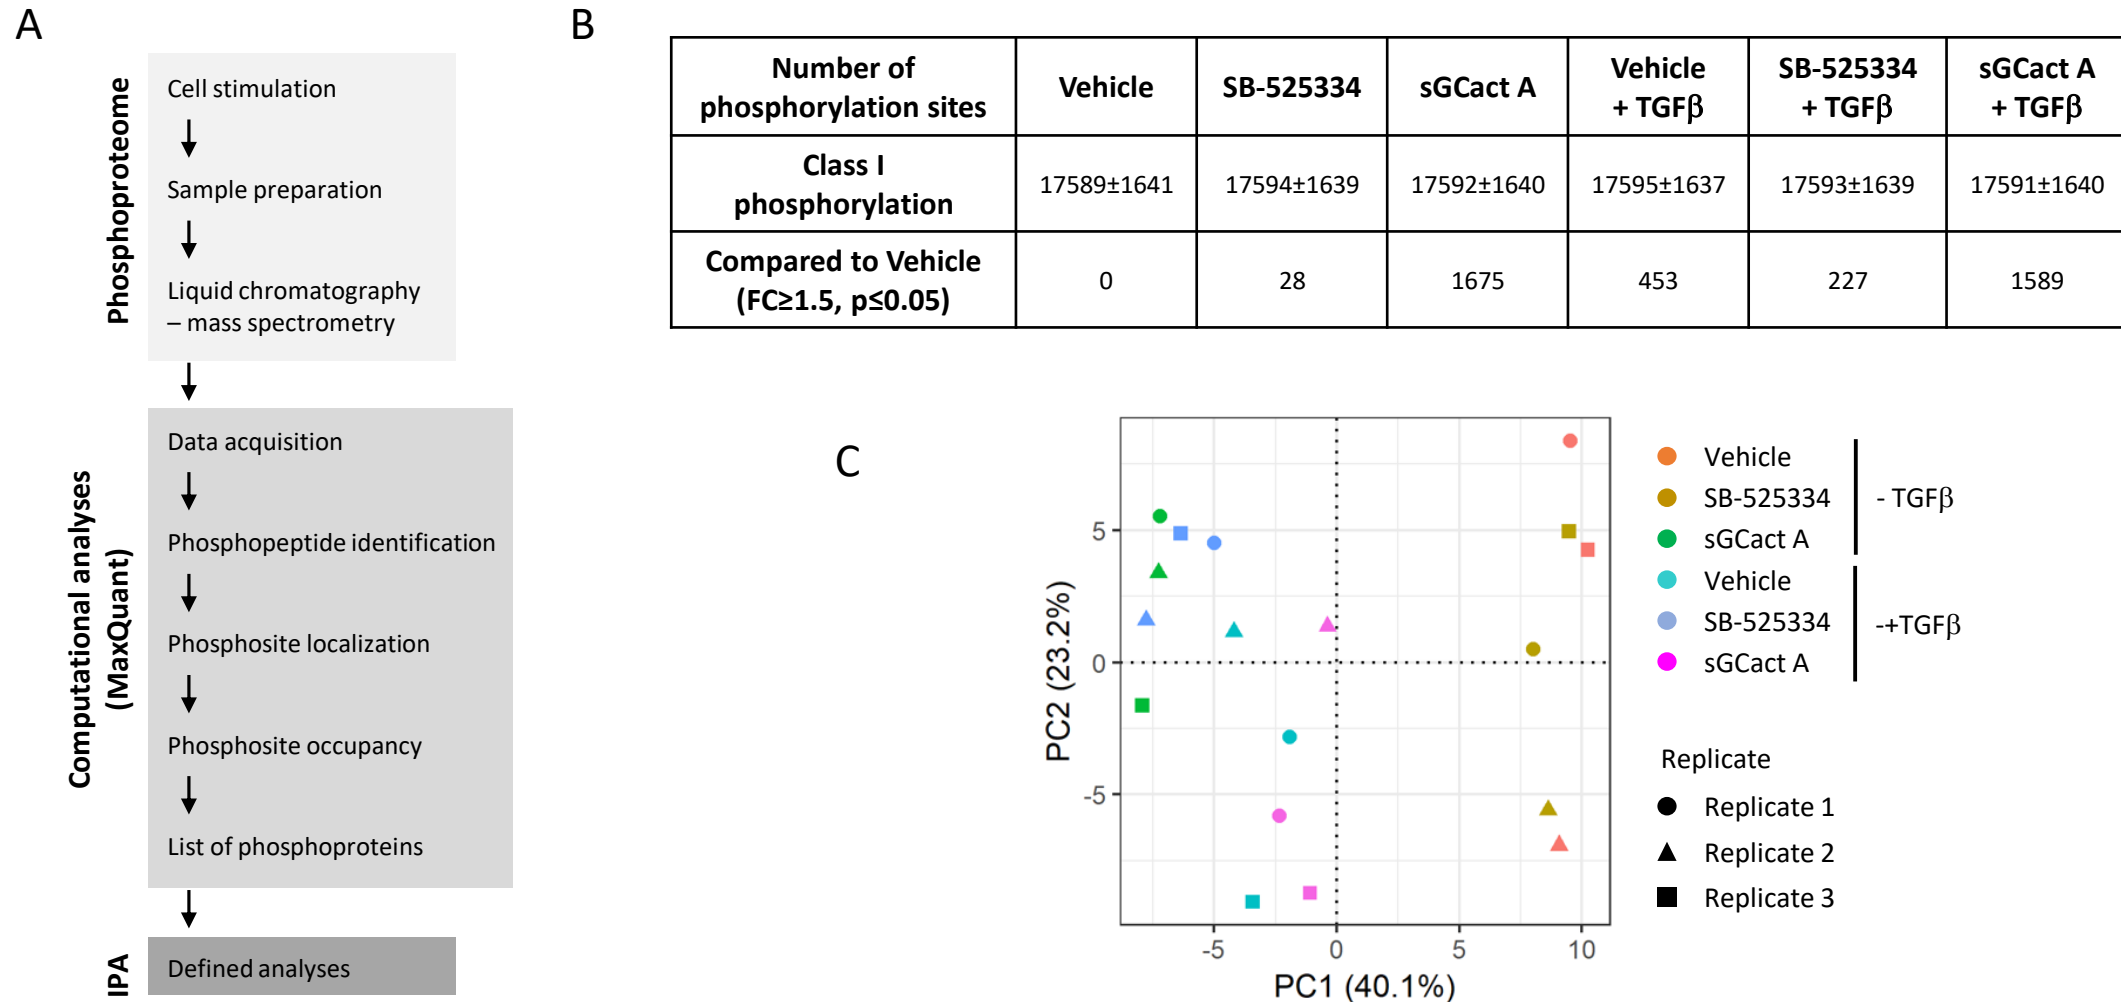 A
Phosphoproteome
Cell stimulation
Sample preparation
Liquid chromatography
– mass spectrometry
Computational analyses
(MaxQuant)
Data acquisition
Phosphopeptide identification
Phosphosite localization
Phosphosite occupancy
List of phosphoproteins
IPA
Defined analyses
B
Number of
phosphorylation sites
Vehicle
SB-525334
sGCact A
Vehicle
+ TGFβ
SB-525334
+ TGFβ
sGCact A
+ TGFβ
Class I
phosphorylation
17589±1641
17594±1639
17592±1640
17595±1637
17593±1639
17591±1640
Compared to Vehicle
(FC≥1.5, p≤0.05)
0
28
1675
453
227
1589
C
PC2 (23.2%)
5
0
-5
-5
0
5
10
PC1 (40.1%)
Vehicle
SB-525334
sGCact A
- TGFβ
Vehicle
SB-525334
sGCact A
-+TGFβ
Replicate
Replicate 1
Replicate 2
Replicate 3